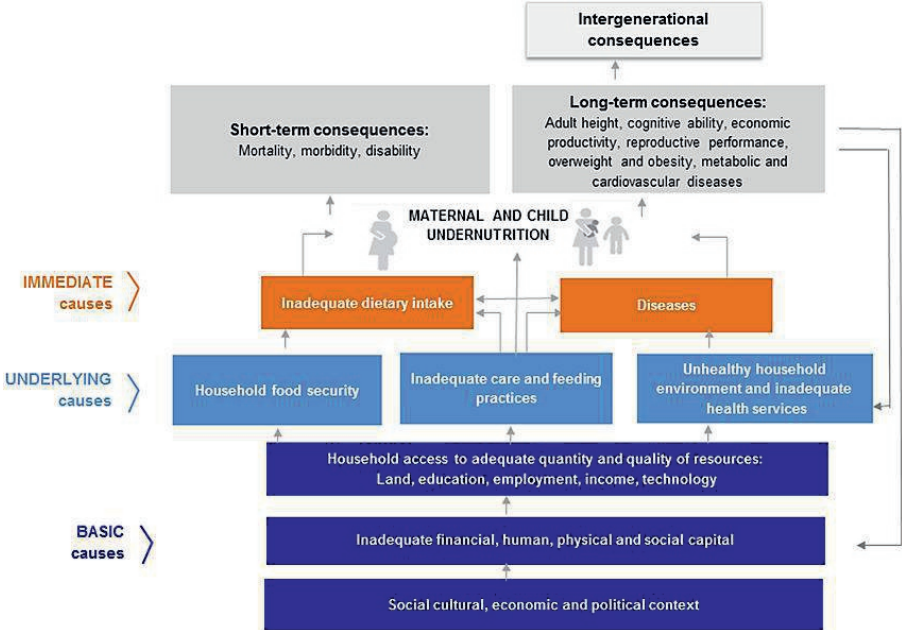 Intergenerational
consequences
Short-term consequences:
Mortality, morbidity, disability
Long-term consequences:
Adult height, cognitive ability, economic
productivity, reproductive performance,
overweight and obesity, metabolic and
cardiovascular diseases
MATERNAL AND CHILD
UNDERNUTRITION
IMMEDIATE
causes
Inadequate dietary intake
Diseases
UNDERLYING
causes
Household food security
Inadequate care and feeding
practices
Unhealthy household
environment and inadequate
health services
Household access to adequate quantity and quality of resources:
Land, education, employment, income, technology
BASIC
causes
Inadequate financial, human, physical and social capital
Social cultural, economic and political context